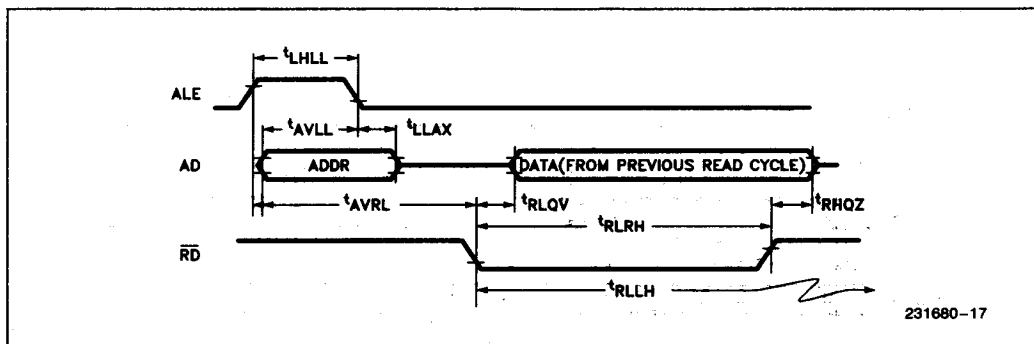 tLHLL
ALE
tAVLL tLLAX
AD ADDR DATA(FROM PREVIOUS READ CYCLE)
tAVRL tRLQV tRHQZ
tRLRH
RD
tRLLH
231680-17